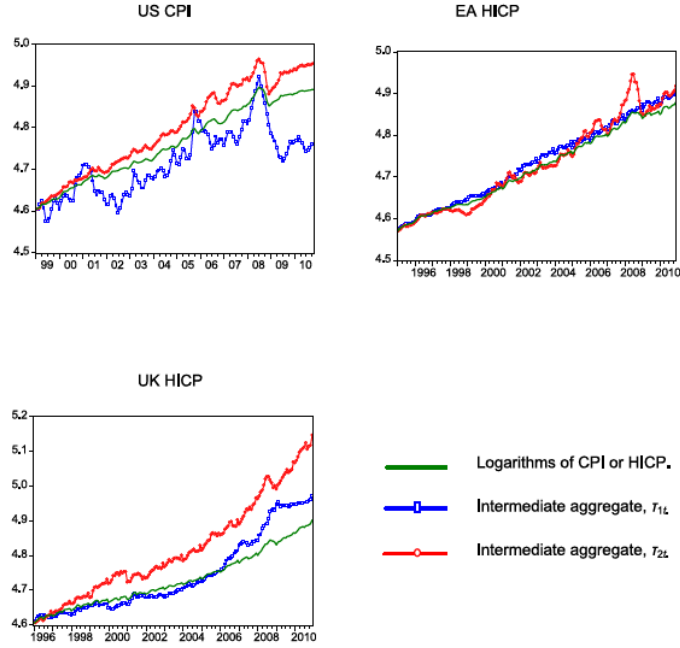 US CPI
EA HICP
5.0
4.9
4.8
4.7
4.6
4.5
99 00 01 02 03 04 05 06 07 08 09 10
5.0
4.9
4.8
4.7
4.6
4.5
1996 1998 2000 2002 2004 2006 2008 2010
UK HICP
5.2
5.1
5.0
4.9
4.8
4.7
4.6
1996 1998 2000 2002 2004 2006 2008 2010
Logarithms of CPI or HICP.
Intermediate aggregate, τ1t.
Intermediate aggregate, τ2t.